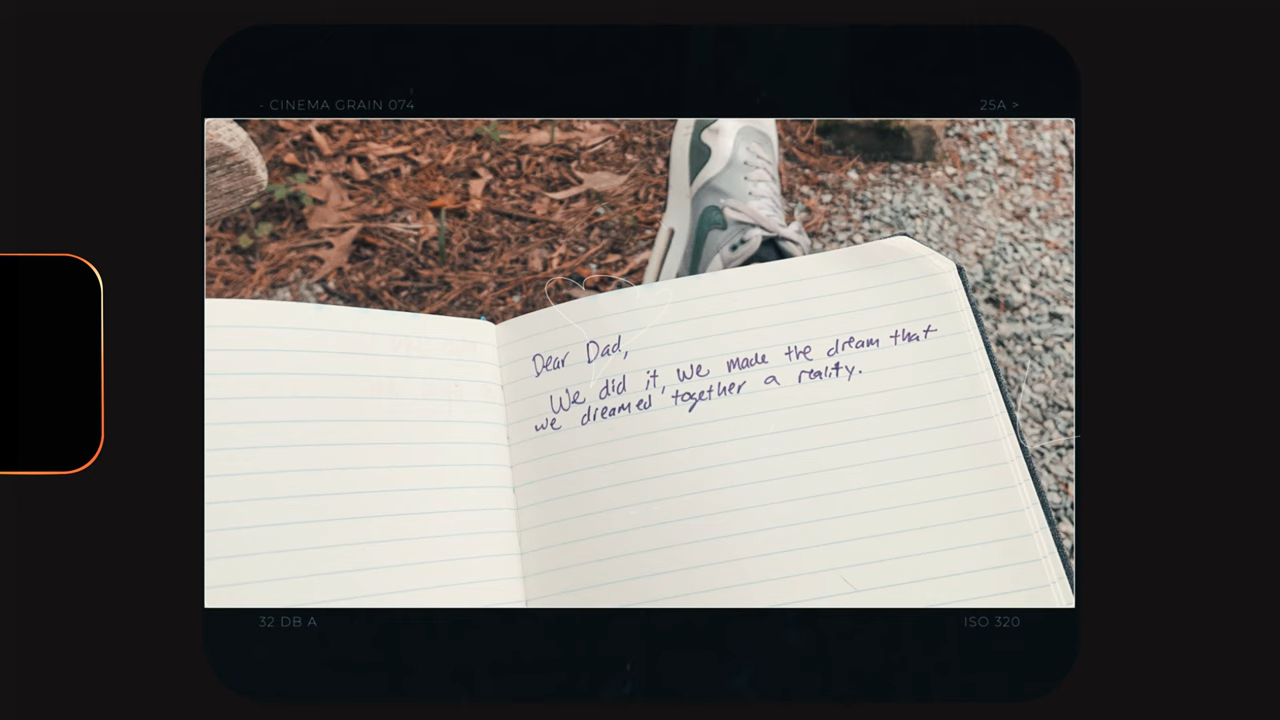 - CINEMA GRAIN 074
25A >
Dear Dad,
We did it, we made the dream that
we dreamed together a reality.
32 DB A
ISO 320